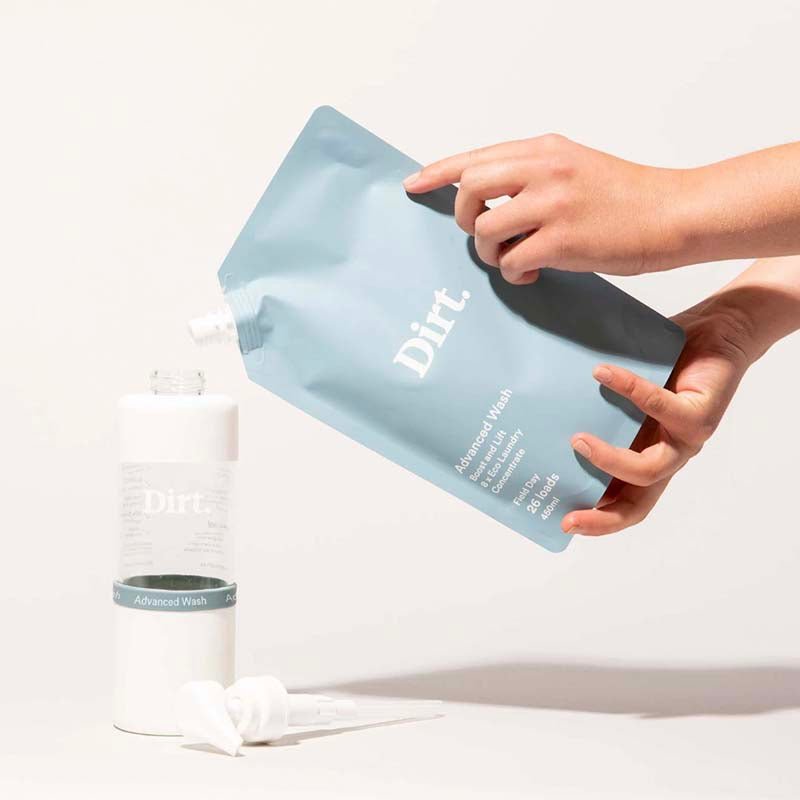 Dirt.
Advanced Wash
Boost and Lift
8 x Eco Laundry
Concentrate
Field Day
26 loads
450ml
Dirt.
Advanced Wash